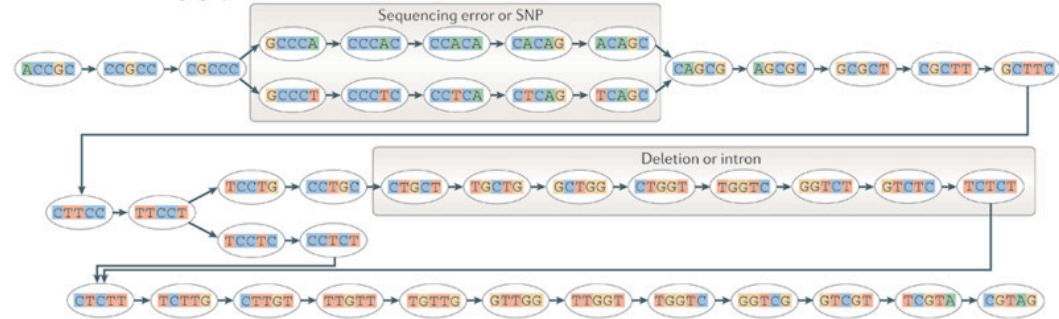 Sequencing error or SNP
GCCCA CCCAC CCACA CACAG ACAGC
ACCGC CCGCC CGCCC CAGCG AGCGC GCGCT CGCTT GCTTC
GCCCT CCCTC CCTCA CTCAG TCAGC
Deletion or intron
TCCTG CCTGC CTGCT TGCTG GCTGG CTGGT TGGTC GGTCT GTCTC TCTCT
CTTCC TTCCT
TCCTC CCTCT
CTCTT TCTTG CTTGT TTGTT TGTTG GTTGG TTGGT TGGTC GGTCG GTCGT TCGTA CGTAG